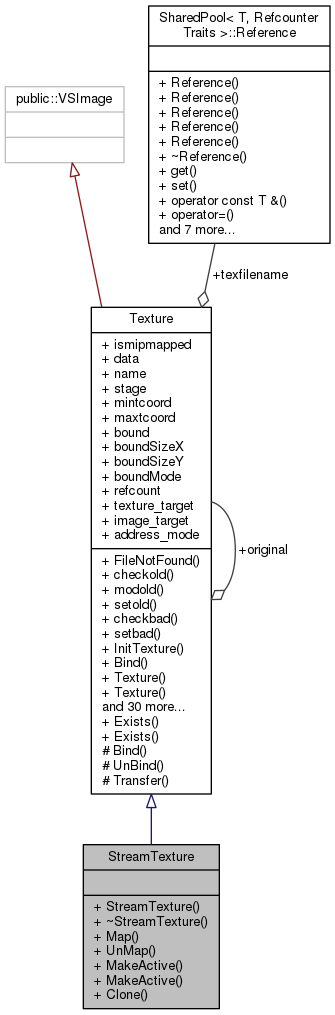 SharedPool< T, Refcounter
Traits >::Reference
+ Reference()
+ Reference()
+ Reference()
+ Reference()
+ Reference()
+ ~Reference()
+ get()
+ set()
+ operator const T &()
+ operator=()
and 7 more...
public::VSImage
+texfilename
Texture
+ ismipmapped
+ data
+ name
+ stage
+ mintcoord
+ maxtcoord
+ bound
+ boundSizeX
+ boundSizeY
+ boundMode
+ refcount
+ texture_target
+ image_target
+ address_mode
+ FileNotFound()
+ checkold()
+ modold()
+ setold()
+ checkbad()
+ setbad()
+ InitTexture()
+ Bind()
+ Texture()
+ Texture()
and 30 more...
+ Exists()
+ Exists()
# Bind()
# UnBind()
# Transfer()
+original
StreamTexture
+ StreamTexture()
+ ~StreamTexture()
+ Map()
+ UnMap()
+ MakeActive()
+ MakeActive()
+ Clone()